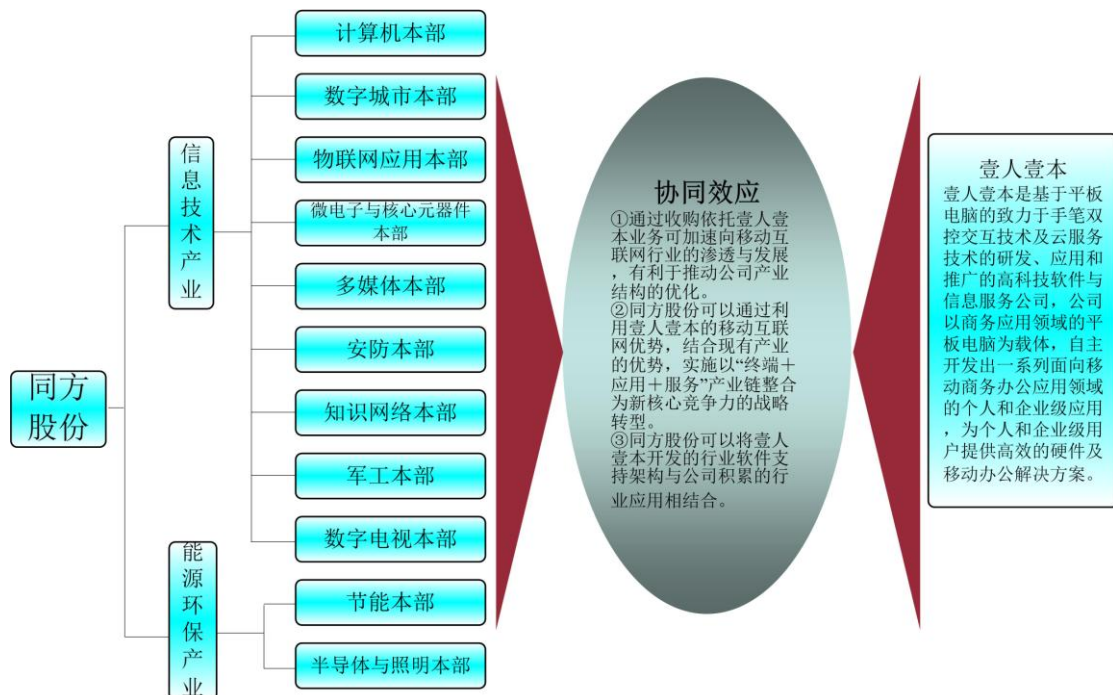 同方
股份
信
息
技
术
产
业
能
源
环
保
产
业
计算机本部
数字城市本部
物联网应用本部
微电子与核心元器件
本部
多媒体本部
安防本部
知识网络本部
军工本部
数字电视本部
节能本部
半导体与照明本部
协同效应
①通过收购依托壹人壹
本业务可加速向移动互
联网行业的渗透与发展
，有利于推动公司产业
结构的优化。
②同方股份可以通过利
用壹人壹本的移动互联
网优势，结合现有产业
的优势，实施以“终端＋
应用＋服务”产业链整合
为新核心竞争力的战略
转型。
③同方股份可以将壹人
壹本开发的行业软件支
持架构与公司积累的行
业应用相结合。
壹人壹本
壹人壹本是基于平板
电脑的致力于手笔双
控交互技术及云服务
技术的研发、应用和
推广的高科技软件与
信息服务公司，公司
以商务应用领域的平
板电脑为载体，自主
开发出一系列面向移
动商务办公应用领域
的个人和企业级应用
，为个人和企业级用
户提供高效的硬件及
移动办公解决方案。